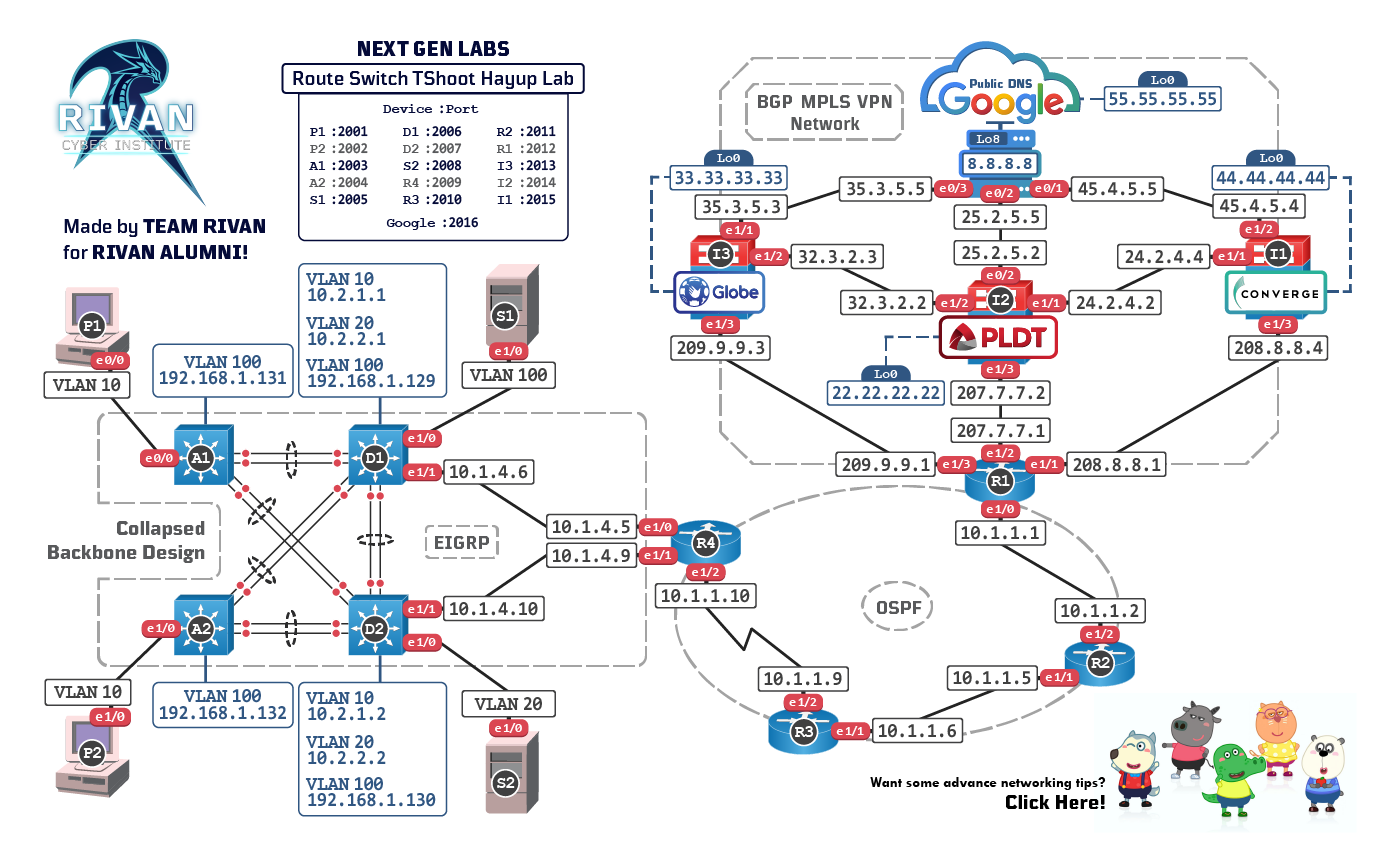 RIVAN
CYBER INSTITUTE
Made by TEAM RIVAN
for RIVAN ALUMNI!
NEXT GEN LABS
Route Switch TShoot Hayup Lab
Device :Port
P1 :2001 D1 :2006 R2 :2011
P2 :2002 D2 :2007 R1 :2012
A1 :2003 S2 :2008 I3 :2013
A2 :2004 R4 :2009 I2 :2014
S1 :2005 R3 :2010 I1 :2015
Google :2016
P1
e0/0
VLAN 10
VLAN 100
192.168.1.131
VLAN 10
10.2.1.1
VLAN 20
10.2.2.1
VLAN 100
192.168.1.129
S1
e1/0
VLAN 100
e0/0
A1
D1
e1/0
e1/1
10.1.4.6
Collapsed
Backbone Design
EIGRP
10.1.4.5
e1/0
10.1.4.9
e1/1
R4
e1/2
10.1.1.10
e1/0
A2
D2
e1/1
10.1.4.10
e1/0
VLAN 10
e1/0
P2
VLAN 100
192.168.1.132
VLAN 10
10.2.1.2
VLAN 20
10.2.2.2
VLAN 100
192.168.1.130
VLAN 20
e1/0
S2
BGP MPLS VPN
Network
Public DNS
Google
Lo0
55.55.55.55
Lo8
8.8.8.8
Lo0
33.33.33.33
Lo0
44.44.44.44
35.3.5.5
e0/3
e0/2
e0/1
45.4.5.5
35.3.5.3
e1/1
25.2.5.5
45.4.5.4
e1/2
I3
e1/2
32.3.2.3
25.2.5.2
24.2.4.4
e1/1
I1
Globe
e0/2
CONVERGE
32.3.2.2
e1/2
I2
e1/1
24.2.4.2
e1/3
PLDT
e1/3
209.9.9.3
208.8.8.4
Lo0
22.22.22.22
e1/3
207.7.7.2
207.7.7.1
e1/2
209.9.9.1
e1/3
e1/1
208.8.8.1
R1
e1/0
10.1.1.1
OSPF
10.1.1.2
e1/2
R2
10.1.1.5
e1/1
10.1.1.9
e1/2
R3
e1/1
10.1.1.6
Want some advance networking tips?
Click Here!